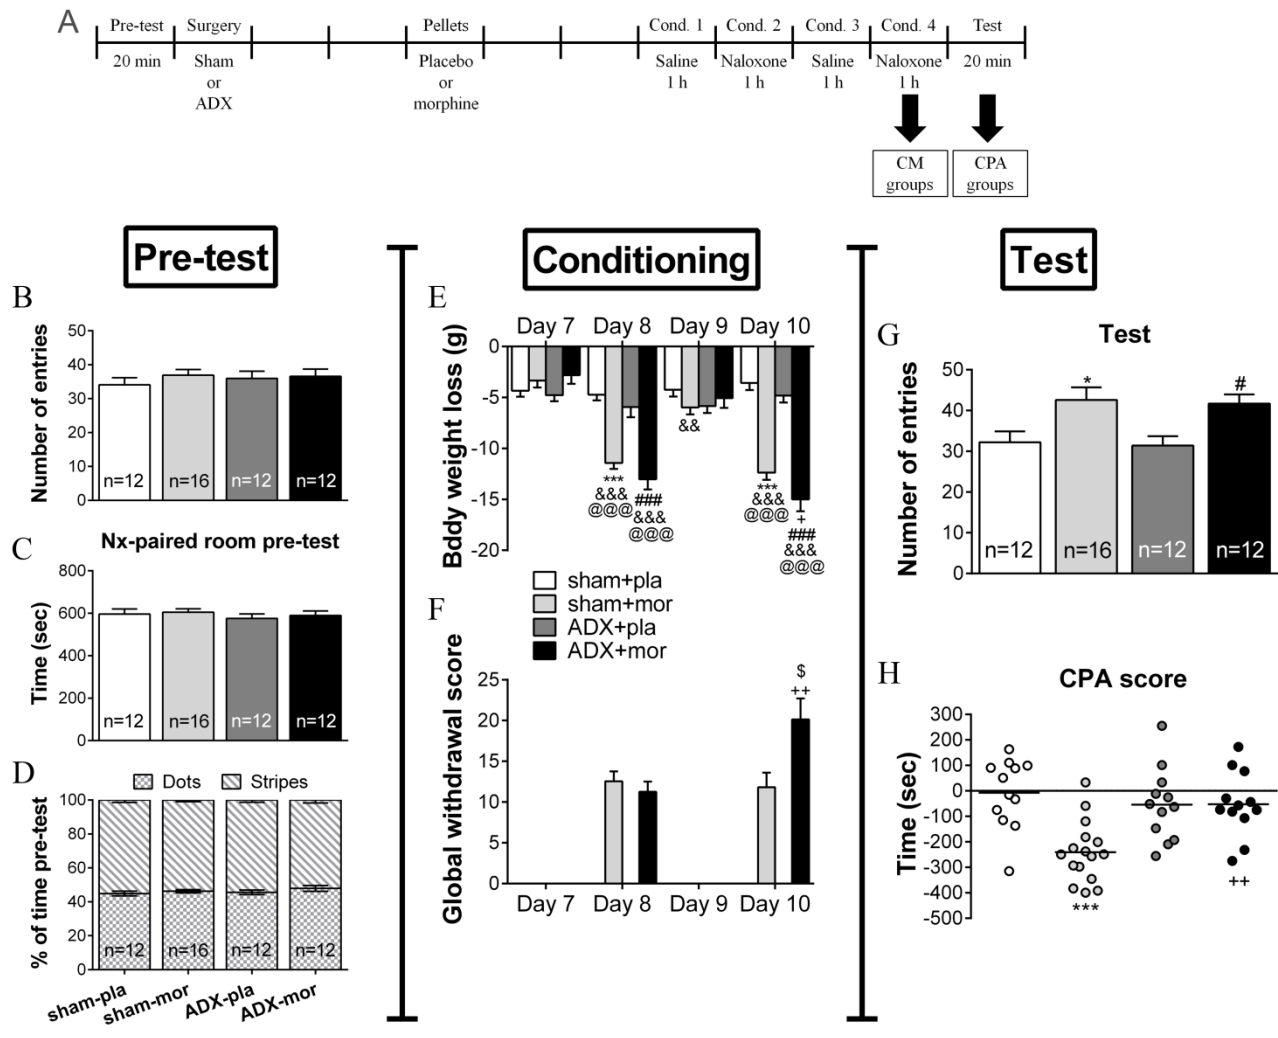 A
Pre-test Surgery Pellets Cond. 1 Cond. 2 Cond. 3 Cond. 4 Test
20 min Sham Placebo Saline Naloxone Saline Naloxone 20 min
or or 1 h 1 h 1 h 1 h
ADX morphine
CM CPA
groups groups
Pre-test
Conditioning
Test
B
Number of entries
50
40
30
20
10
0
n=12 n=16 n=12 n=12
C
Nx-paired room pre-test
Time (sec)
800
600
400
200
0
n=12 n=16 n=12 n=12
D
Dots Stripes
% of time pre-test
100
80
60
40
20
0
n=12 n=16 n=12 n=12
sham-pla sham-mor ADX-pla ADX-mor
E
Bddy weight loss (g)
Day 7 Day 8 Day 9 Day 10
0
-5
-10
-15
-20
***
&&&
@@@
###
&&&
@@@
&&
***
&&&
@@@
+
###
&&&
@@@
sham+pla
sham+mor
ADX+pla
ADX+mor
F
Global withdrawal score
25
20
15
10
5
0
$
++
Day 7 Day 8 Day 9 Day 10
G
Test
Number of entries
50
40
30
20
10
0
* #
n=12 n=16 n=12 n=12
H
CPA score
Time (sec)
300
200
100
0
-100
-200
-300
-400
-500
***
++